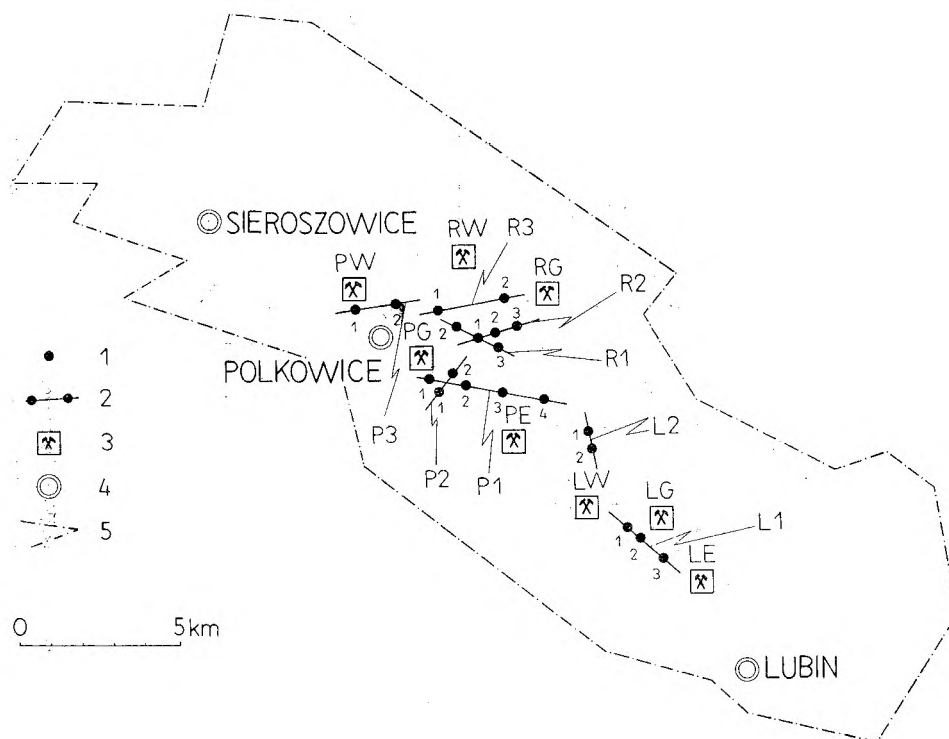 SIEROSZOWICE
RW
R3
PW
RG
R2
1
2
1
2
1
2
2
1
2
3
3
R1
PG
POLKOWICE
1
2
1
2
3
4
PE
P3
P2
P1
1
2
L2
LW
LG
L1
1
2
3
LE
LUBIN
1
2
3
4
5
0
5km